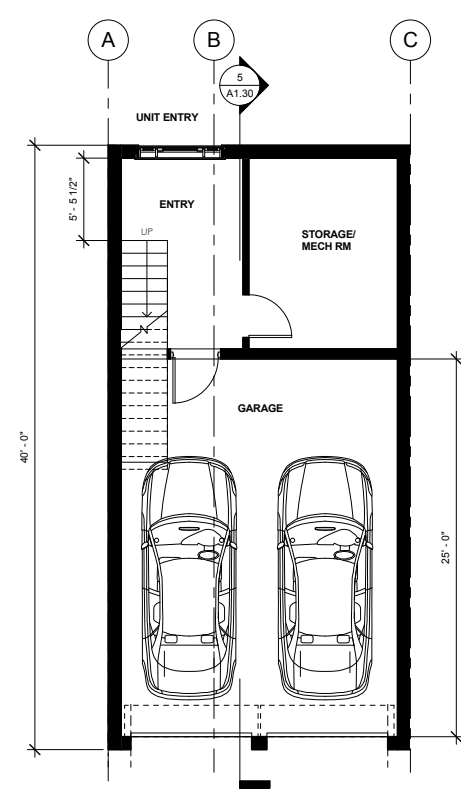 A
B
C
5
A1.30
UNIT ENTRY
5' - 5 1/2"
ENTRY
UP
STORAGE/
MECH RM
GARAGE
40' - 0"
25' - 0"